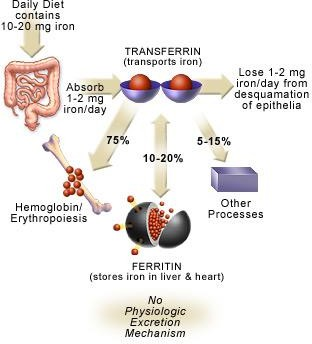 Daily Diet
contains
10-20 mg iron
TRANSFERRIN
(transports iron)
Absorb
1-2 mg
iron/day
Lose 1-2 mg
iron/day from
desquamation
of epithelia
75%
10-20%
5-15%
Hemoglobin/
Erythropoiesis
Other
Processes
FERRITIN
(stores iron in liver & heart)
No
Physiologic
Excretion
Mechanism